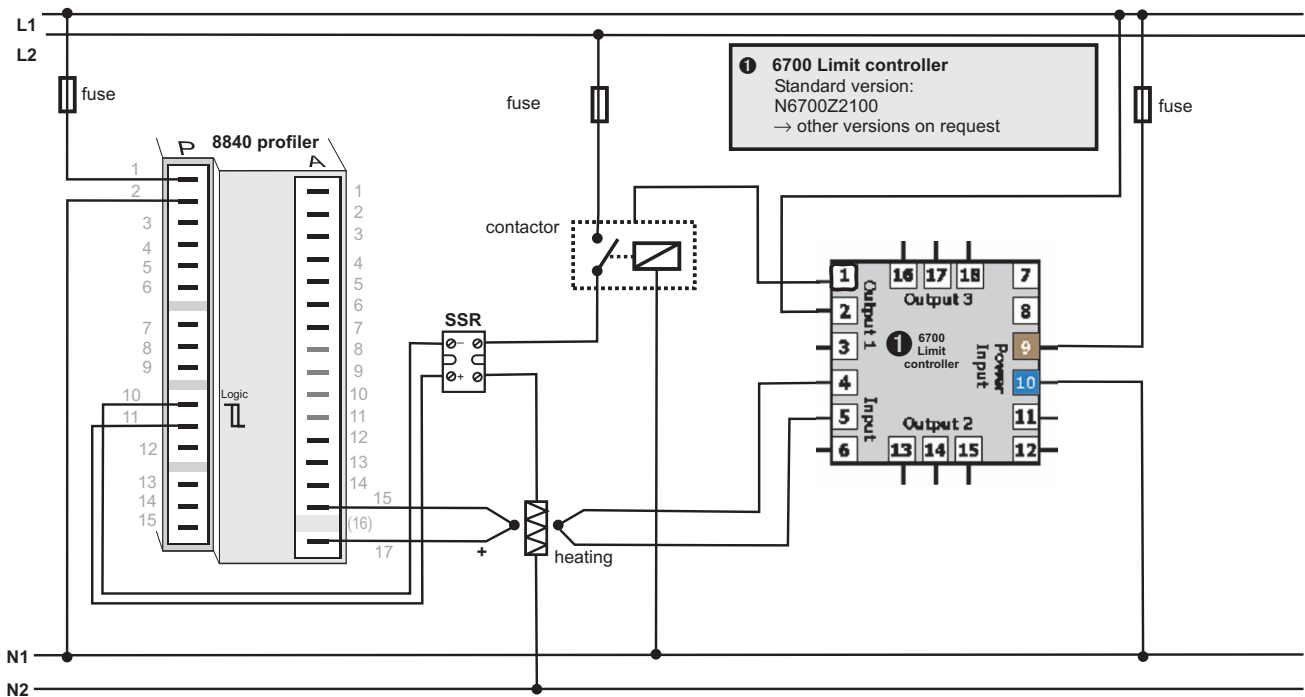 L1
L2
fuse
fuse
fuse
❶ 6700 Limit controller
Standard version:
N6700Z2100
→ other versions on request
8840 profiler
P
A
1
2
3
4
5
6
7
8
9
10
11
12
13
14
15
1
2
3
4
5
6
7
8
9
10
11
12
13
14
15
(16)
17
Logic
contactor
SSR
–
+
+
heating
1
2
3
4
5
6
Output 1
Input
16 17 18
Output 3
❶ 6700
Limit
controller
Power
Input
7
8
9
10
11
12
Output 2
13 14 15
N1
N2